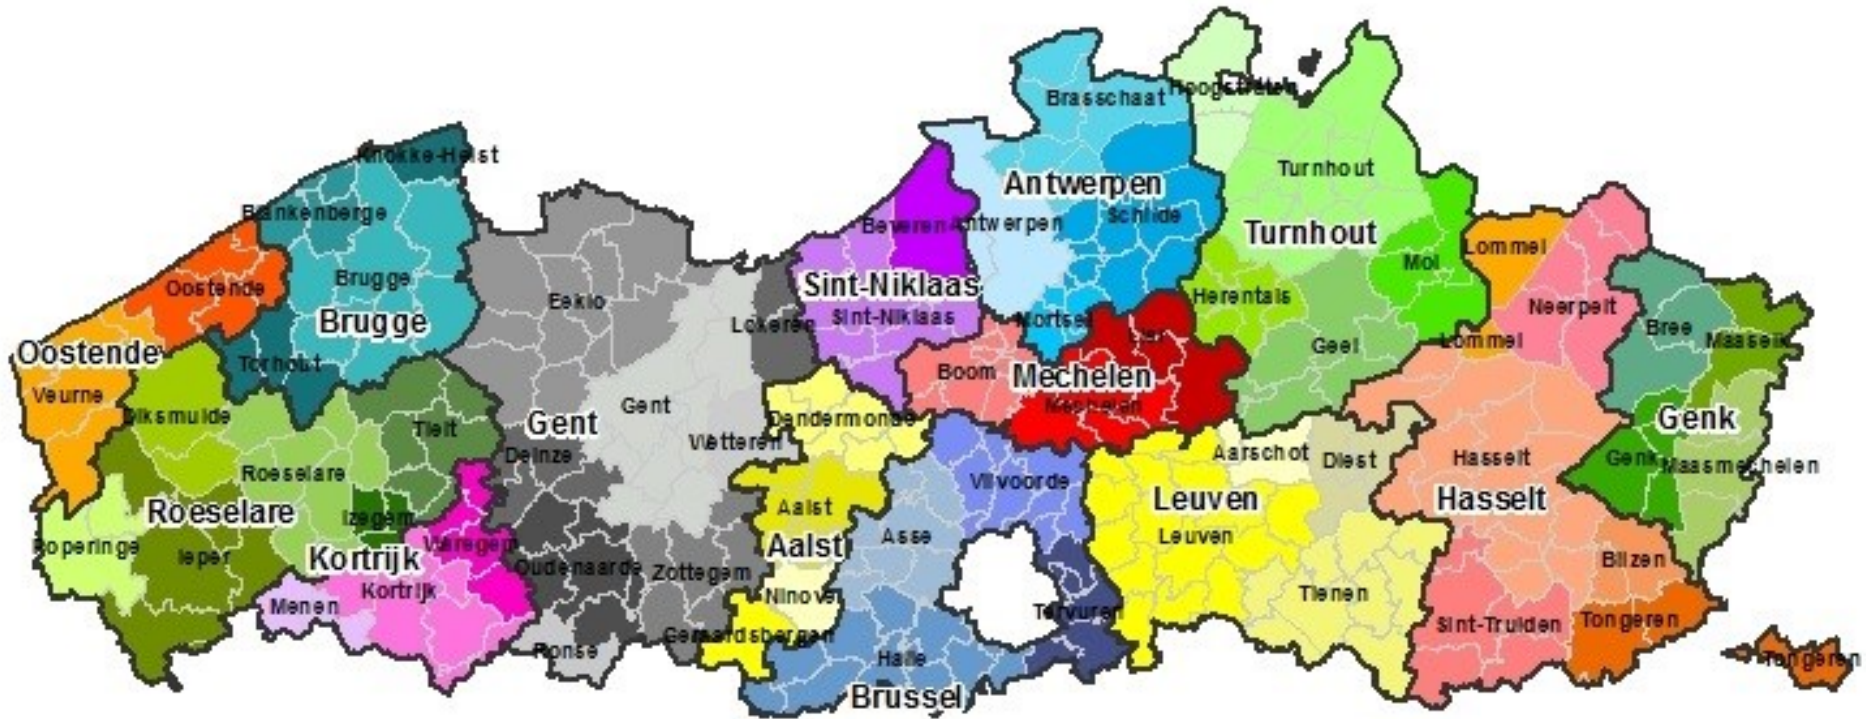 Hoogstraten
Brasschaat
Knokke-Heist
Turnhout
Antwerpen
Blankenberge
Schilde
Beveren
Antwerpen
Turnhout
Lommel
Mol
Brugge
Oostende
Sint-Niklaas
Herentals
Eeklo
Neerpelt
Brugge
Sint-Niklaas
Mortsel
Lokeren
Bree
Maaseik
Lommel
Geel
Lier
Oostende
Torhout
Boom
Mechelen
Veurne
Mechelen
Gent
Diksmuide
Dendermonde
Genk
Gent
Tielt
Wetteren
Deinze
Aarschot
Diest
Hasselt
Genk
Maasmechelen
Roeselare
Vilvoorde
Leuven
Hasselt
Roeselare
Izegem
Aalst
Asse
Leuven
Poperinge
Ieper
Kortrijk
Waregem
Aalst
Bilzen
Oudenaarde
Zottegem
Kortrijk
Menen
Ninove
Tienen
Tervuren
Sint-Truiden
Tongeren
Geraardsbergen
Ronse
Halle
Tongeren
Brussel